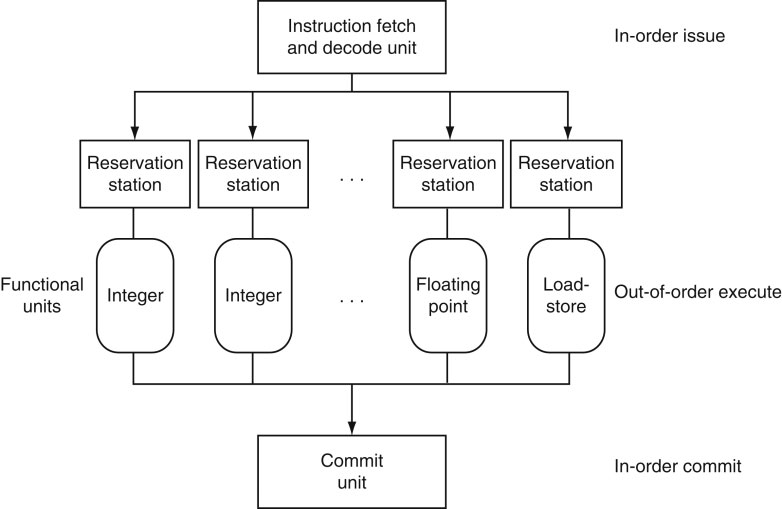 Instruction fetch
and decode unit
In-order issue
Reservation
station
Reservation
station
. . .
Reservation
station
Reservation
station
Functional
units
Integer
Integer
. . .
Floating
point
Load-
store
Out-of-order execute
Commit
unit
In-order commit